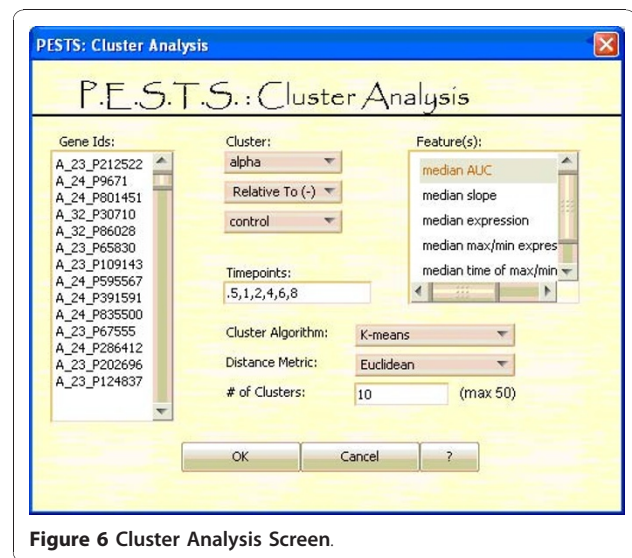 PESTS: Cluster Analysis
P.E.S.T.S. : Cluster Analysis
Gene Ids:
A_23_P212522
A_24_P9671
A_24_P801451
A_32_P30710
A_32_P86028
A_23_P65830
A_23_P109143
A_24_P595567
A_24_P391591
A_24_P835500
A_23_P67555
A_24_P286412
A_23_P202696
A_23_P124837
Cluster:
alpha
Relative To (-)
control
Timepoints:
.5,1,2,4,6,8
Feature(s):
median AUC
median slope
median expression
median max/min expres
median time of max/min
Cluster Algorithm: K-means
Distance Metric: Euclidean
# of Clusters: 10 (max 50)
OK Cancel ?
Figure 6 Cluster Analysis Screen.